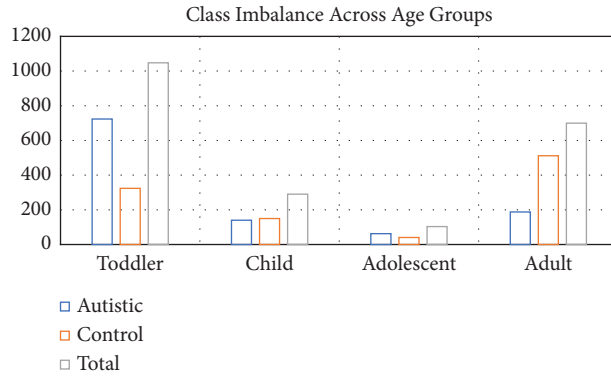 Class Imbalance Across Age Groups
1200
1000
800
600
400
200
0
Toddler Child Adolescent Adult
Autistic
Control
Total